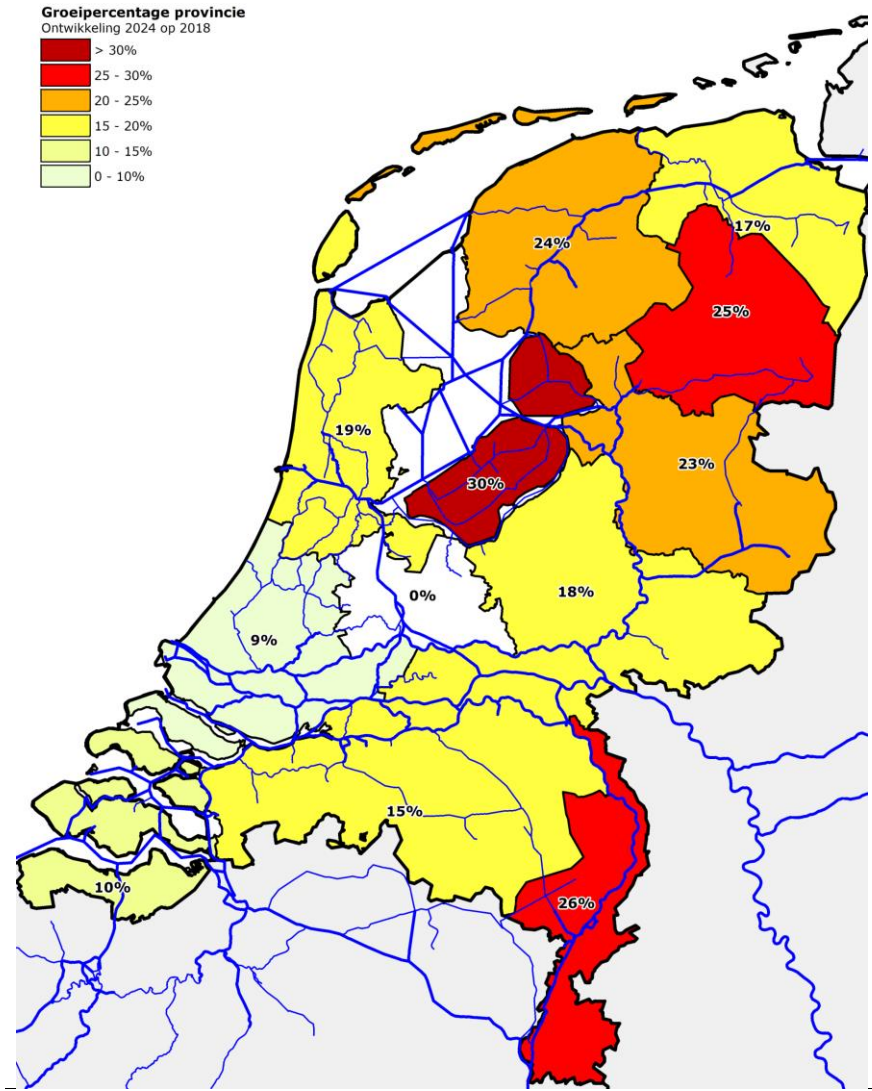 Groeipercentage provincie
Ontwikkeling 2024 op 2018
> 30%
25 - 30%
20 - 25%
15 - 20%
10 - 15%
0 - 10%
17%
24%
25%
19%
23%
30%
18%
0%
9%
15%
10%
26%